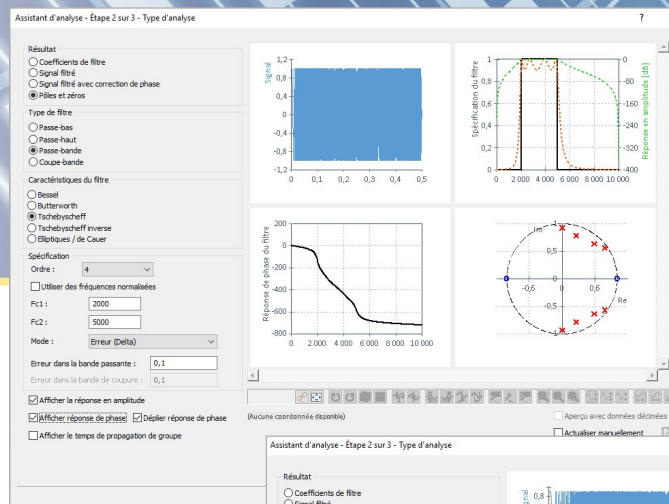 Assistant d'analyse - Étape 2 sur 3 - Type d'analyse
?
Résultat
Coefficients de filtre
Signal filtré
Signal filtré avec correction de phase
Pôles et zéros
Type de filtre
Passe-bas
Passe-haut
Passe-bande
Coupe-bande
Caractéristiques du filtre
Bessel
Butterworth
Tschebyscheff
Tschebyscheff inverse
Elliptiques / de Cauer
Spécification
Ordre : 4
Utiliser des fréquences normalisées
Fc1 : 2000
Fc2 : 5000
Mode : Erreur (Delta)
Erreur dans la bande passante : 0,1
Erreur dans la bande de coupure : 0,1
Afficher la réponse en amplitude
Afficher réponse de phase Déplier réponse de phase
Afficher le temps de propagation de groupe
Signal
1,2
0,8
0,4
0
-0,4
-0,8
-1,2
0 0,1 0,2 0,3 0,4 0,5
Spécification du filtre
1
0,8
0,6
0,4
0,2
0
0 2 000 4 000 6 000 8 000 10 000
0
-80
-160
-240
-320
-400
Réponse en amplitude [dB]
Réponse de phase du filtre
200
0
-200
-400
-600
-800
0 2 000 4 000 6 000 8 000 10 000
Im
1
0,5
0
-0,5
-1
-0,6 0 0,6
Re
(Aucune coordonnée disponible)
Aperçu avec données décimées
Actualiser manuellement
Assistant d'analyse - Étape 2 sur 3 - Type d'analyse
Résultat
Coefficients de filtre
Signal filtré
0,8